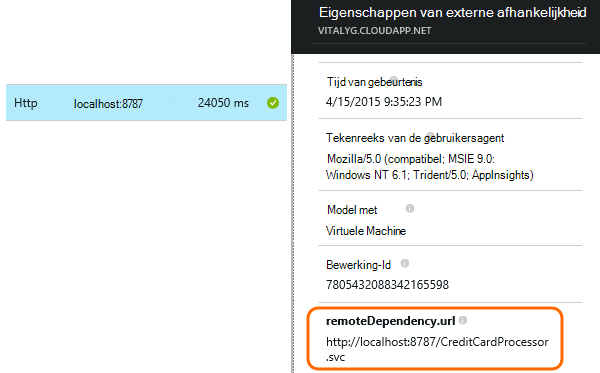 Http localhost:8787 24050 ms
Eigenschappen van externe afhankelijkheid
VITALYG.CLOUDAPP.NET
Tijd van gebeurtenis
4/15/2015 9:35:23 PM
Tekenreeks van de gebruikersagent
Mozilla/5.0 (compatibel; MSIE 9.0:
Windows NT 6.1; Trident/5.0; AppInsights)
Model met
Virtuele Machine
Bewerking-Id
7805432088342165598
remoteDependency.url
http://localhost:8787/CreditCardProcessor
.svc